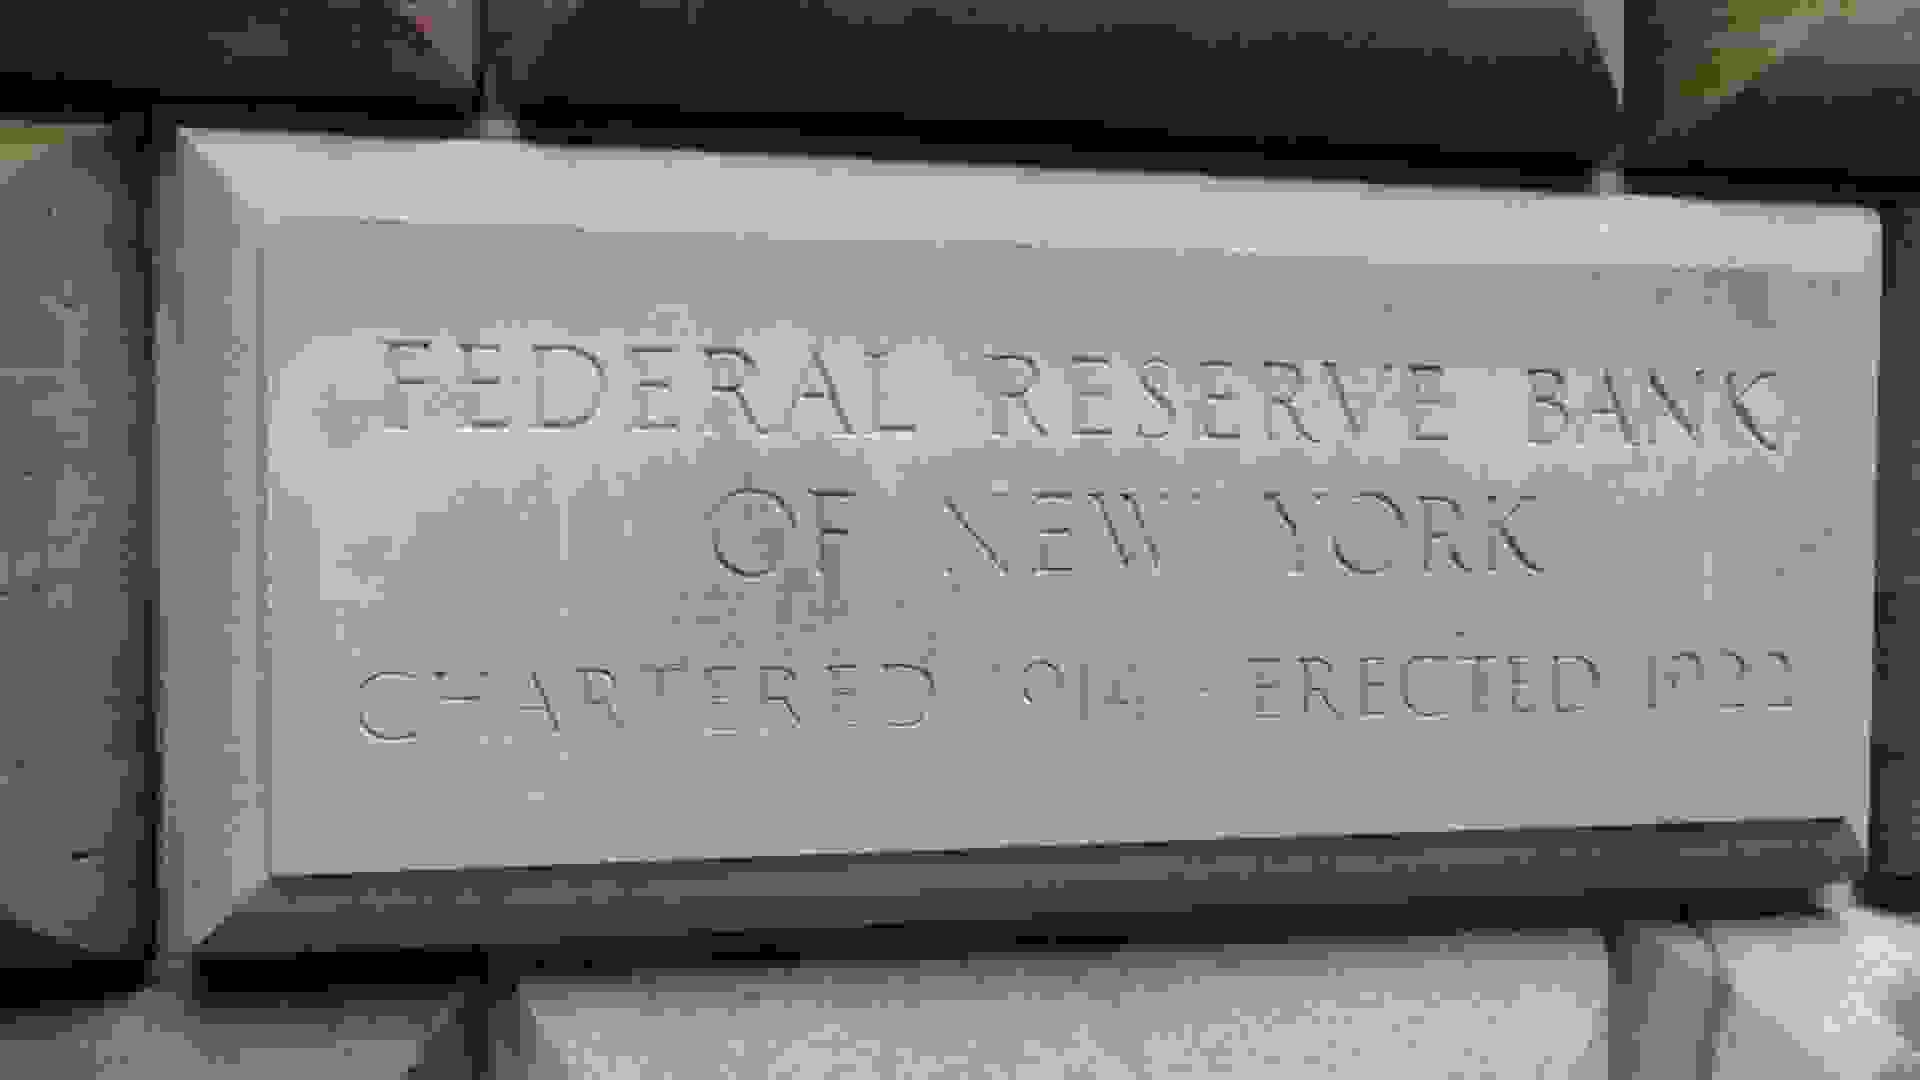 FEDERAL RESERVE BANK
OF NEW YORK
CHARTERED 1914 - ERECTED 1922